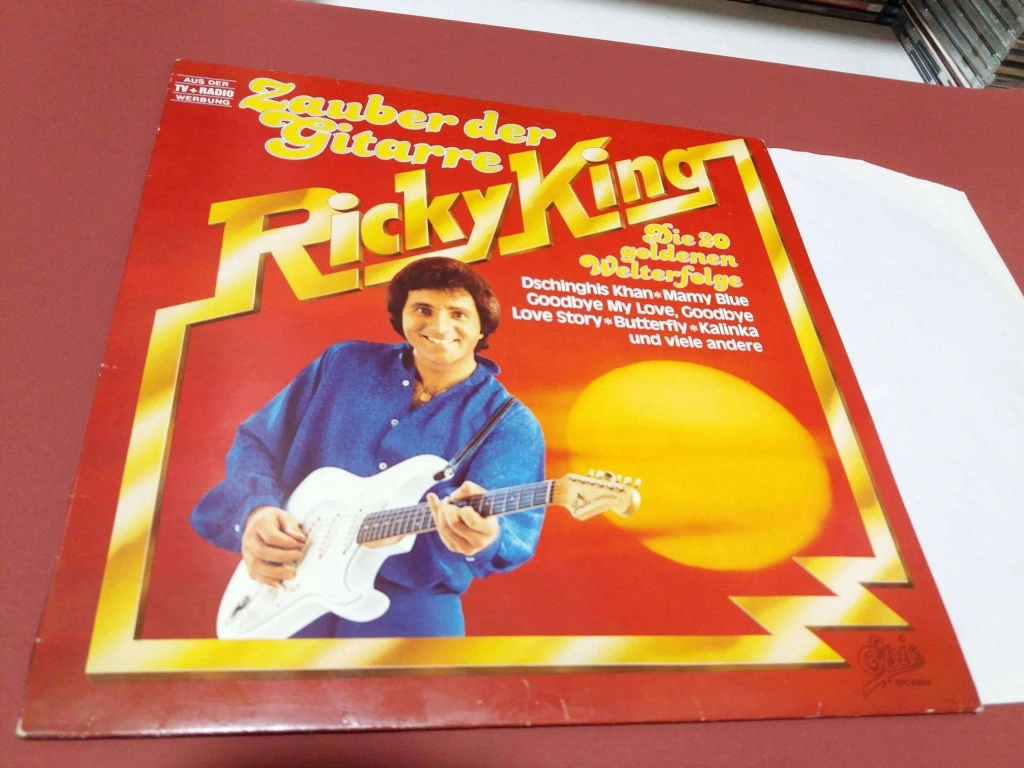 AUS DER
TV + RADIO
WERBUNG
Zauber der
Gitarre
Ricky King
Die 20
goldenen
Welterfolge
Dschinghis Khan*Mamy Blue
Goodbye My Love, Goodbye
Love Story*Butterfly*Kalinka
und viele andere
Epic